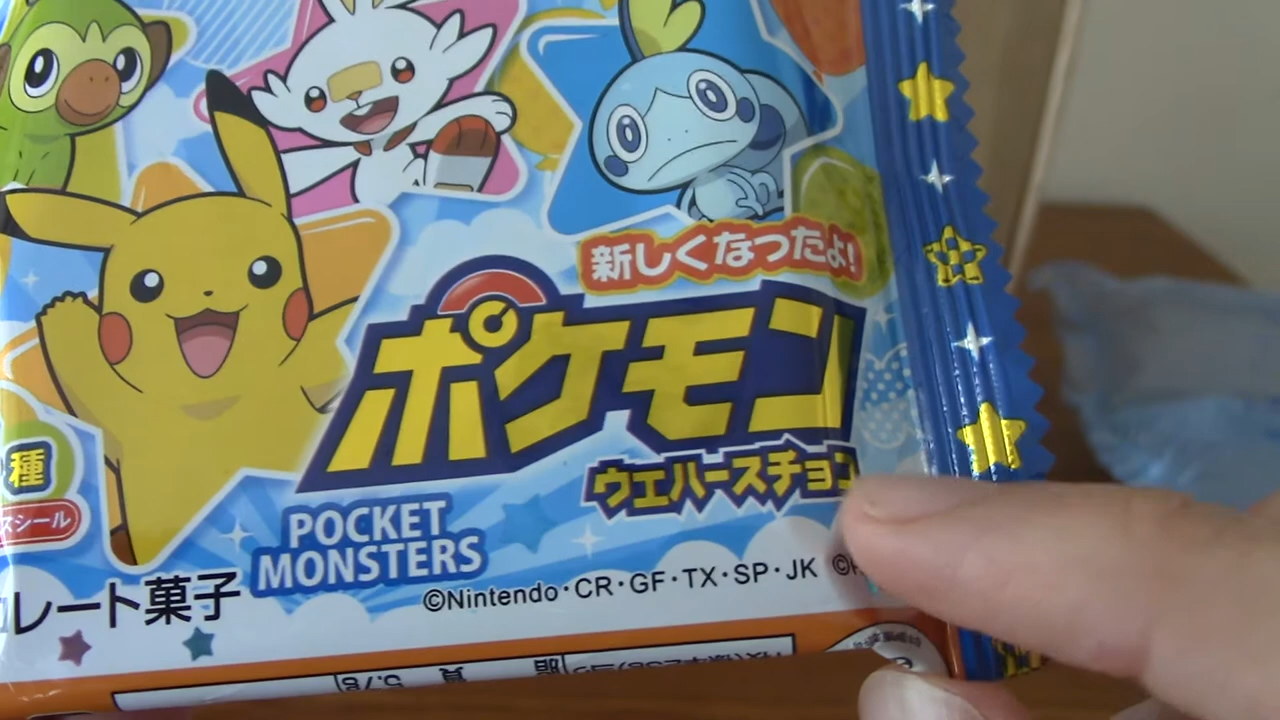 新しくなったよ!
ポケモン
ウエハースチョコ
種
スシール
POCKET
MONSTERS
レート菓子
©Nintendo・CR・GF・TX・SP・JK ©